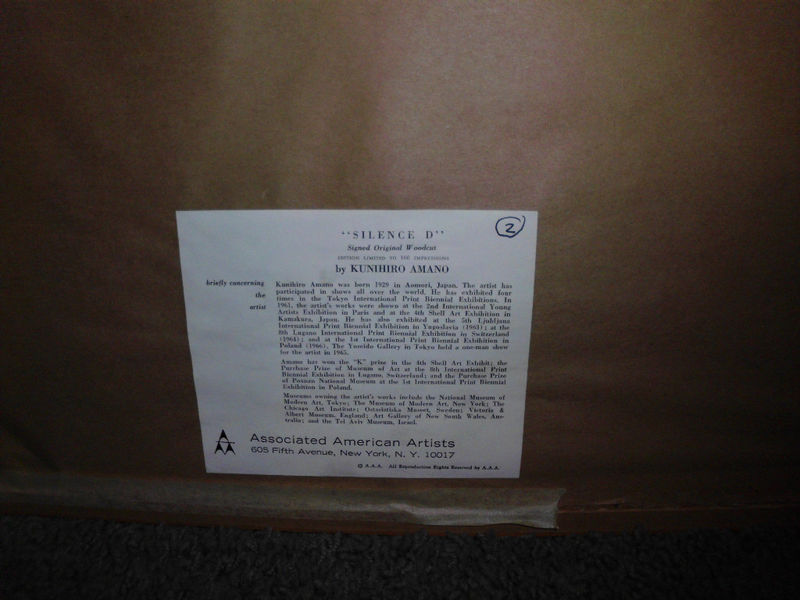 2
"SILENCE D"
Signed Original Woodcut
EDITION LIMITED TO IMPRESSIONS
by KUNIHIRO AMANO
briefly concerning
the
artist
Kunihiro Amano was born 1929 in Aomori, Japan. The artist has
participated in shows all over the world. He has exhibited four
times in the Tokyo International Print Biennial Exhibitions. In
1961, the artist's works were shown at the 2nd International Young
Artists Exhibition in Paris and at the 4th Shell Art Exhibition in
Kamakura, Japan. He has also exhibited at the 5th Ljubljana
International Print Biennial Exhibition in Yugoslavia (1963); at the
8th Lugano International Print Biennial Exhibition in Switzerland
(1964); and at the 1st International Print Biennial Exhibition in
Poland (1966). The Yoseido Gallery in Tokyo held a one-man show
for the artist in 1965.
Amano has won the "K" prize in the 4th Shell Art Exhibit; the
Purchase Prize of Museum of Art at the 8th International Print
Biennial Exhibition in Lugano, Switzerland; and the Purchase Prize
of Poznan National Museum at the 1st International Print Biennial
Exhibition in Poland.
Museums owning the artist's works include the National Museum of
Modern Art, Tokyo; The Museum of Modern Art, New York; The
Chicago Art Institute; Ostasiatiska Museet, Sweden; Victoria &
Albert Museum, England; Art Gallery of New South Wales, Aus-
tralia; and the Tel Aviv Museum, Israel.
Associated American Artists
605 Fifth Avenue, New York, N. Y. 10017
© A.A.A. All Reproduction Rights Reserved by A.A.A.